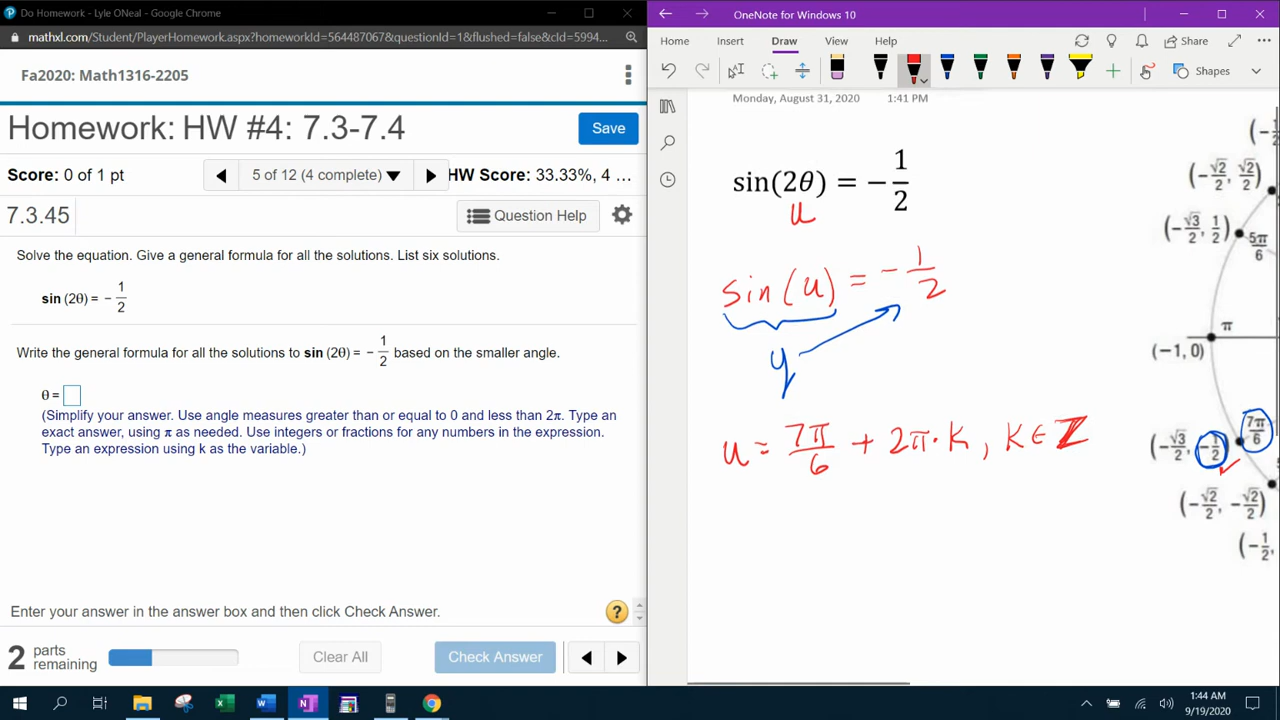 Do Homework - Lyle ONeal - Google Chrome
mathxl.com/Student/PlayerHomework.aspx?homeworkId=564487067&questionId=1&flushed=false&cId=5994...
Fa2020: Math1316-2205
Homework: HW #4: 7.3-7.4
Save
Score: 0 of 1 pt
5 of 12 (4 complete)
HW Score: 33.33%, 4 ...
7.3.45
Question Help
Solve the equation. Give a general formula for all the solutions. List six solutions.
sin (2θ) = - 1/2
Write the general formula for all the solutions to sin (2θ) = - 1/2 based on the smaller angle.
θ =
(Simplify your answer. Use angle measures greater than or equal to 0 and less than 2π. Type an
exact answer, using π as needed. Use integers or fractions for any numbers in the expression.
Type an expression using k as the variable.)
Enter your answer in the answer box and then click Check Answer.
?
2 parts remaining
Clear All
Check Answer
OneNote for Windows 10
Home Insert Draw View Help
Share
Shapes
Monday, August 31, 2020 1:41 PM
sin(2θ) = − 1/2
u
sin(u) = - 1/2
y
u = 7π/6 + 2π·k, k∈ℤ
(-√2/2, √2/2)
(-√3/2, 1/2)
5π/6
π
(-1, 0)
7π/6
(-√3/2, -1/2)
(-√2/2, -√2/2)
(-1/2,
1:44 AM
9/19/2020